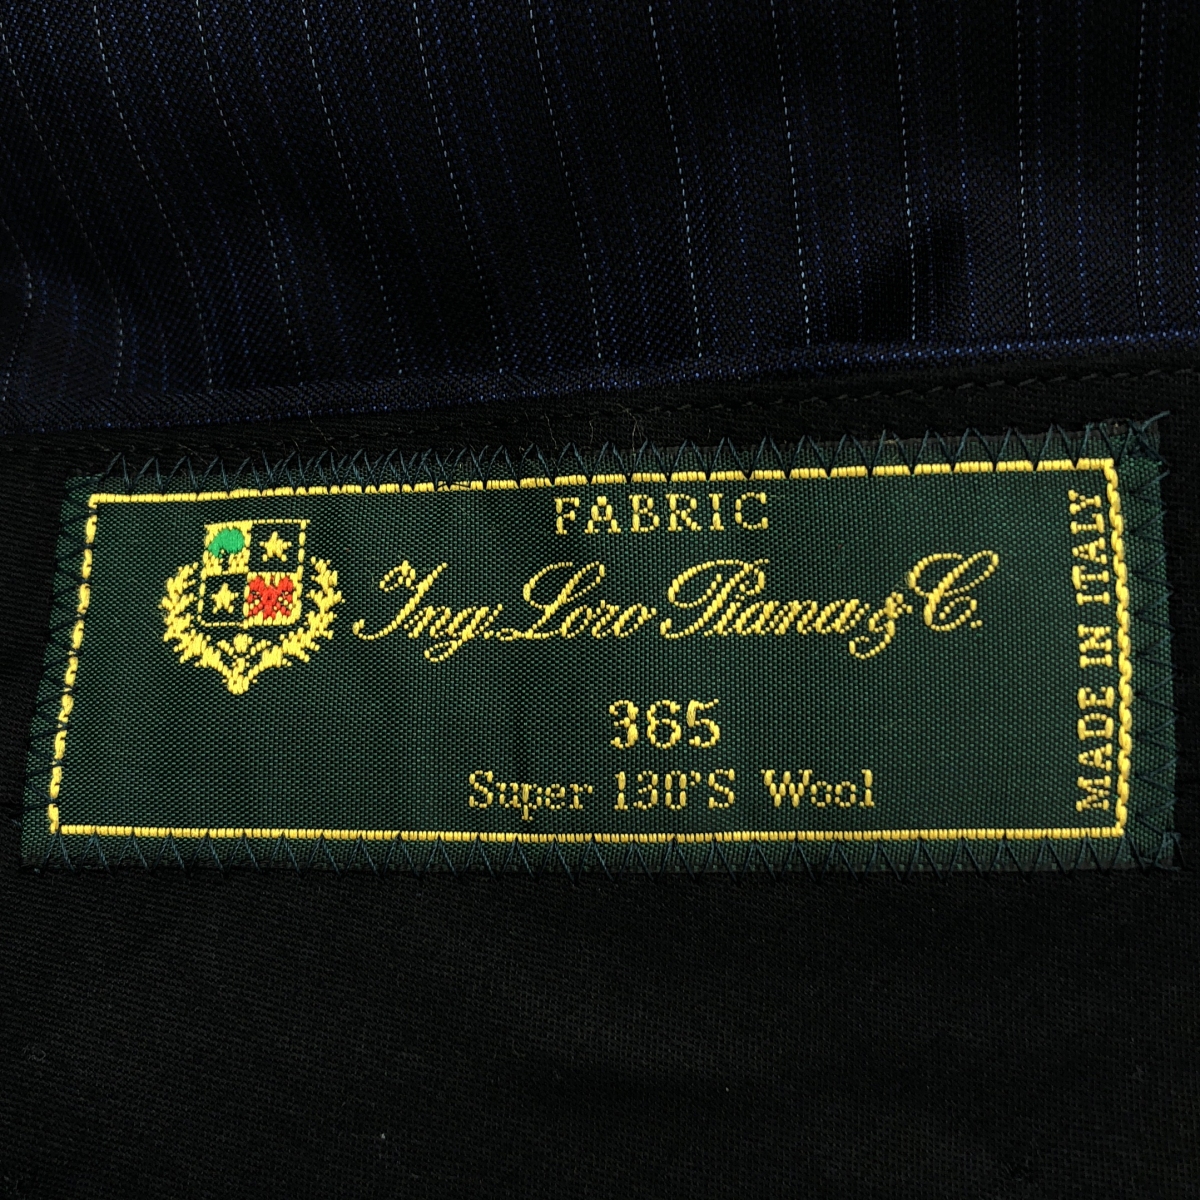 FABRIC
Ing. Loro Piana & C.
365
Super 130'S Wool
MADE IN ITALY